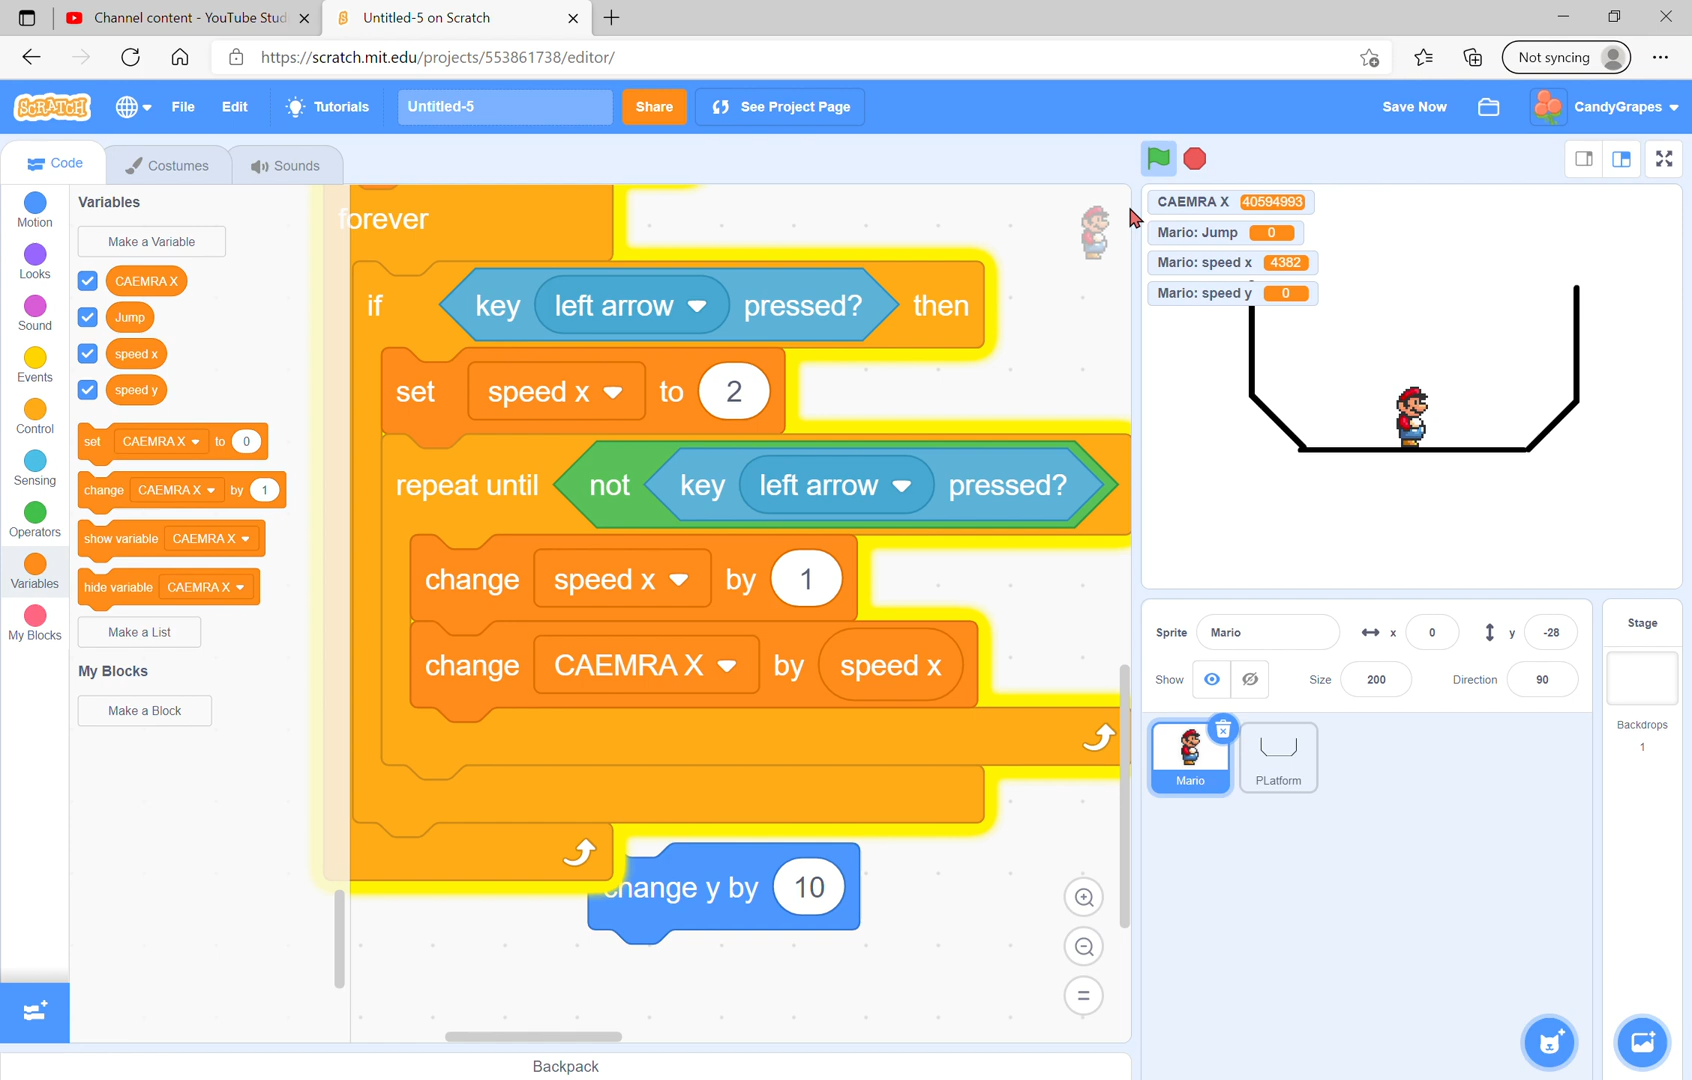 Channel content - YouTube Stud
Untitled-5 on Scratch
https://scratch.mit.edu/projects/553861738/editor/
Not syncing
SCRATCH
File
Edit
Tutorials
Untitled-5
Share
See Project Page
Save Now
CandyGrapes
Code
Costumes
Sounds
Motion
Looks
Sound
Events
Control
Sensing
Operators
Variables
My Blocks
Variables
Make a Variable
CAEMRA X
Jump
speed x
speed y
set CAEMRA X to 0
change CAEMRA X by 1
show variable CAEMRA X
hide variable CAEMRA X
Make a List
My Blocks
Make a Block
forever
if key left arrow pressed? then
set speed x to 2
repeat until not key left arrow pressed?
change speed x by 1
change CAEMRA X by speed x
change y by 10
Backpack
CAEMRA X 40594993
Mario: Jump 0
Mario: speed x 4382
Mario: speed y 0
Sprite Mario x 0 y -28
Show Size 200 Direction 90
Mario
PLatform
Stage
Backdrops
1